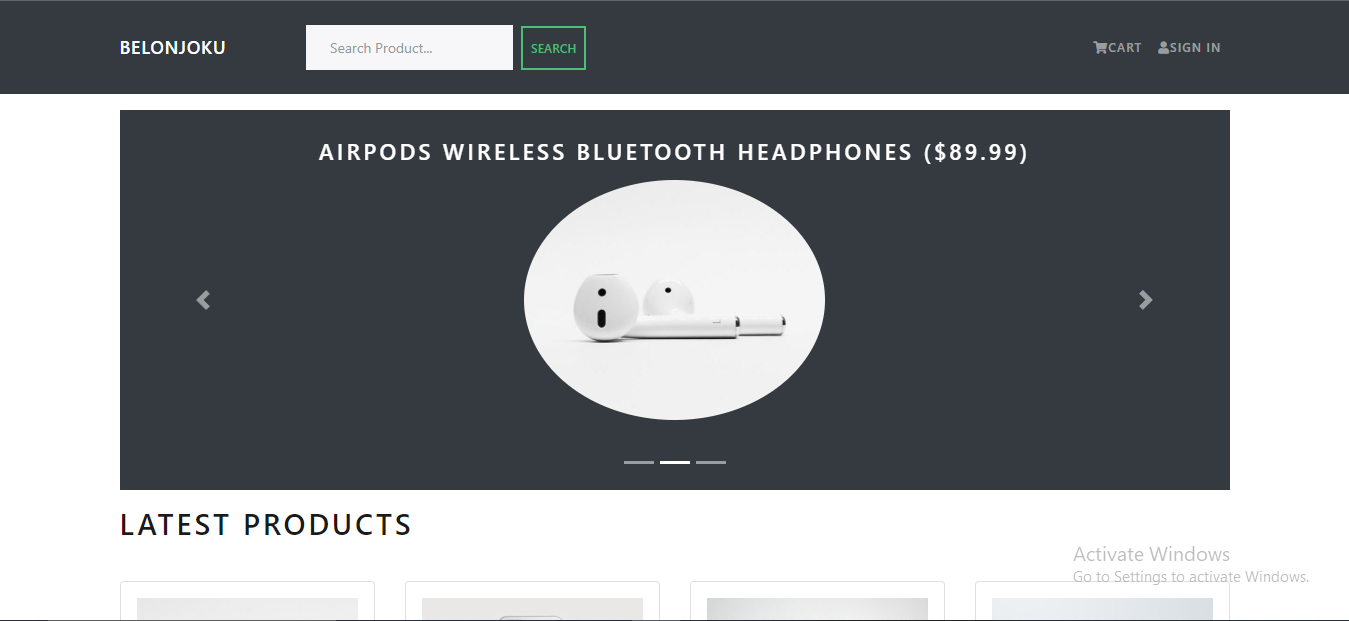 BELONJOKU
Search Product...
SEARCH
CART
SIGN IN
AIRPODS WIRELESS BLUETOOTH HEADPHONES ($89.99)
LATEST PRODUCTS
Activate Windows
Go to Settings to activate Windows.